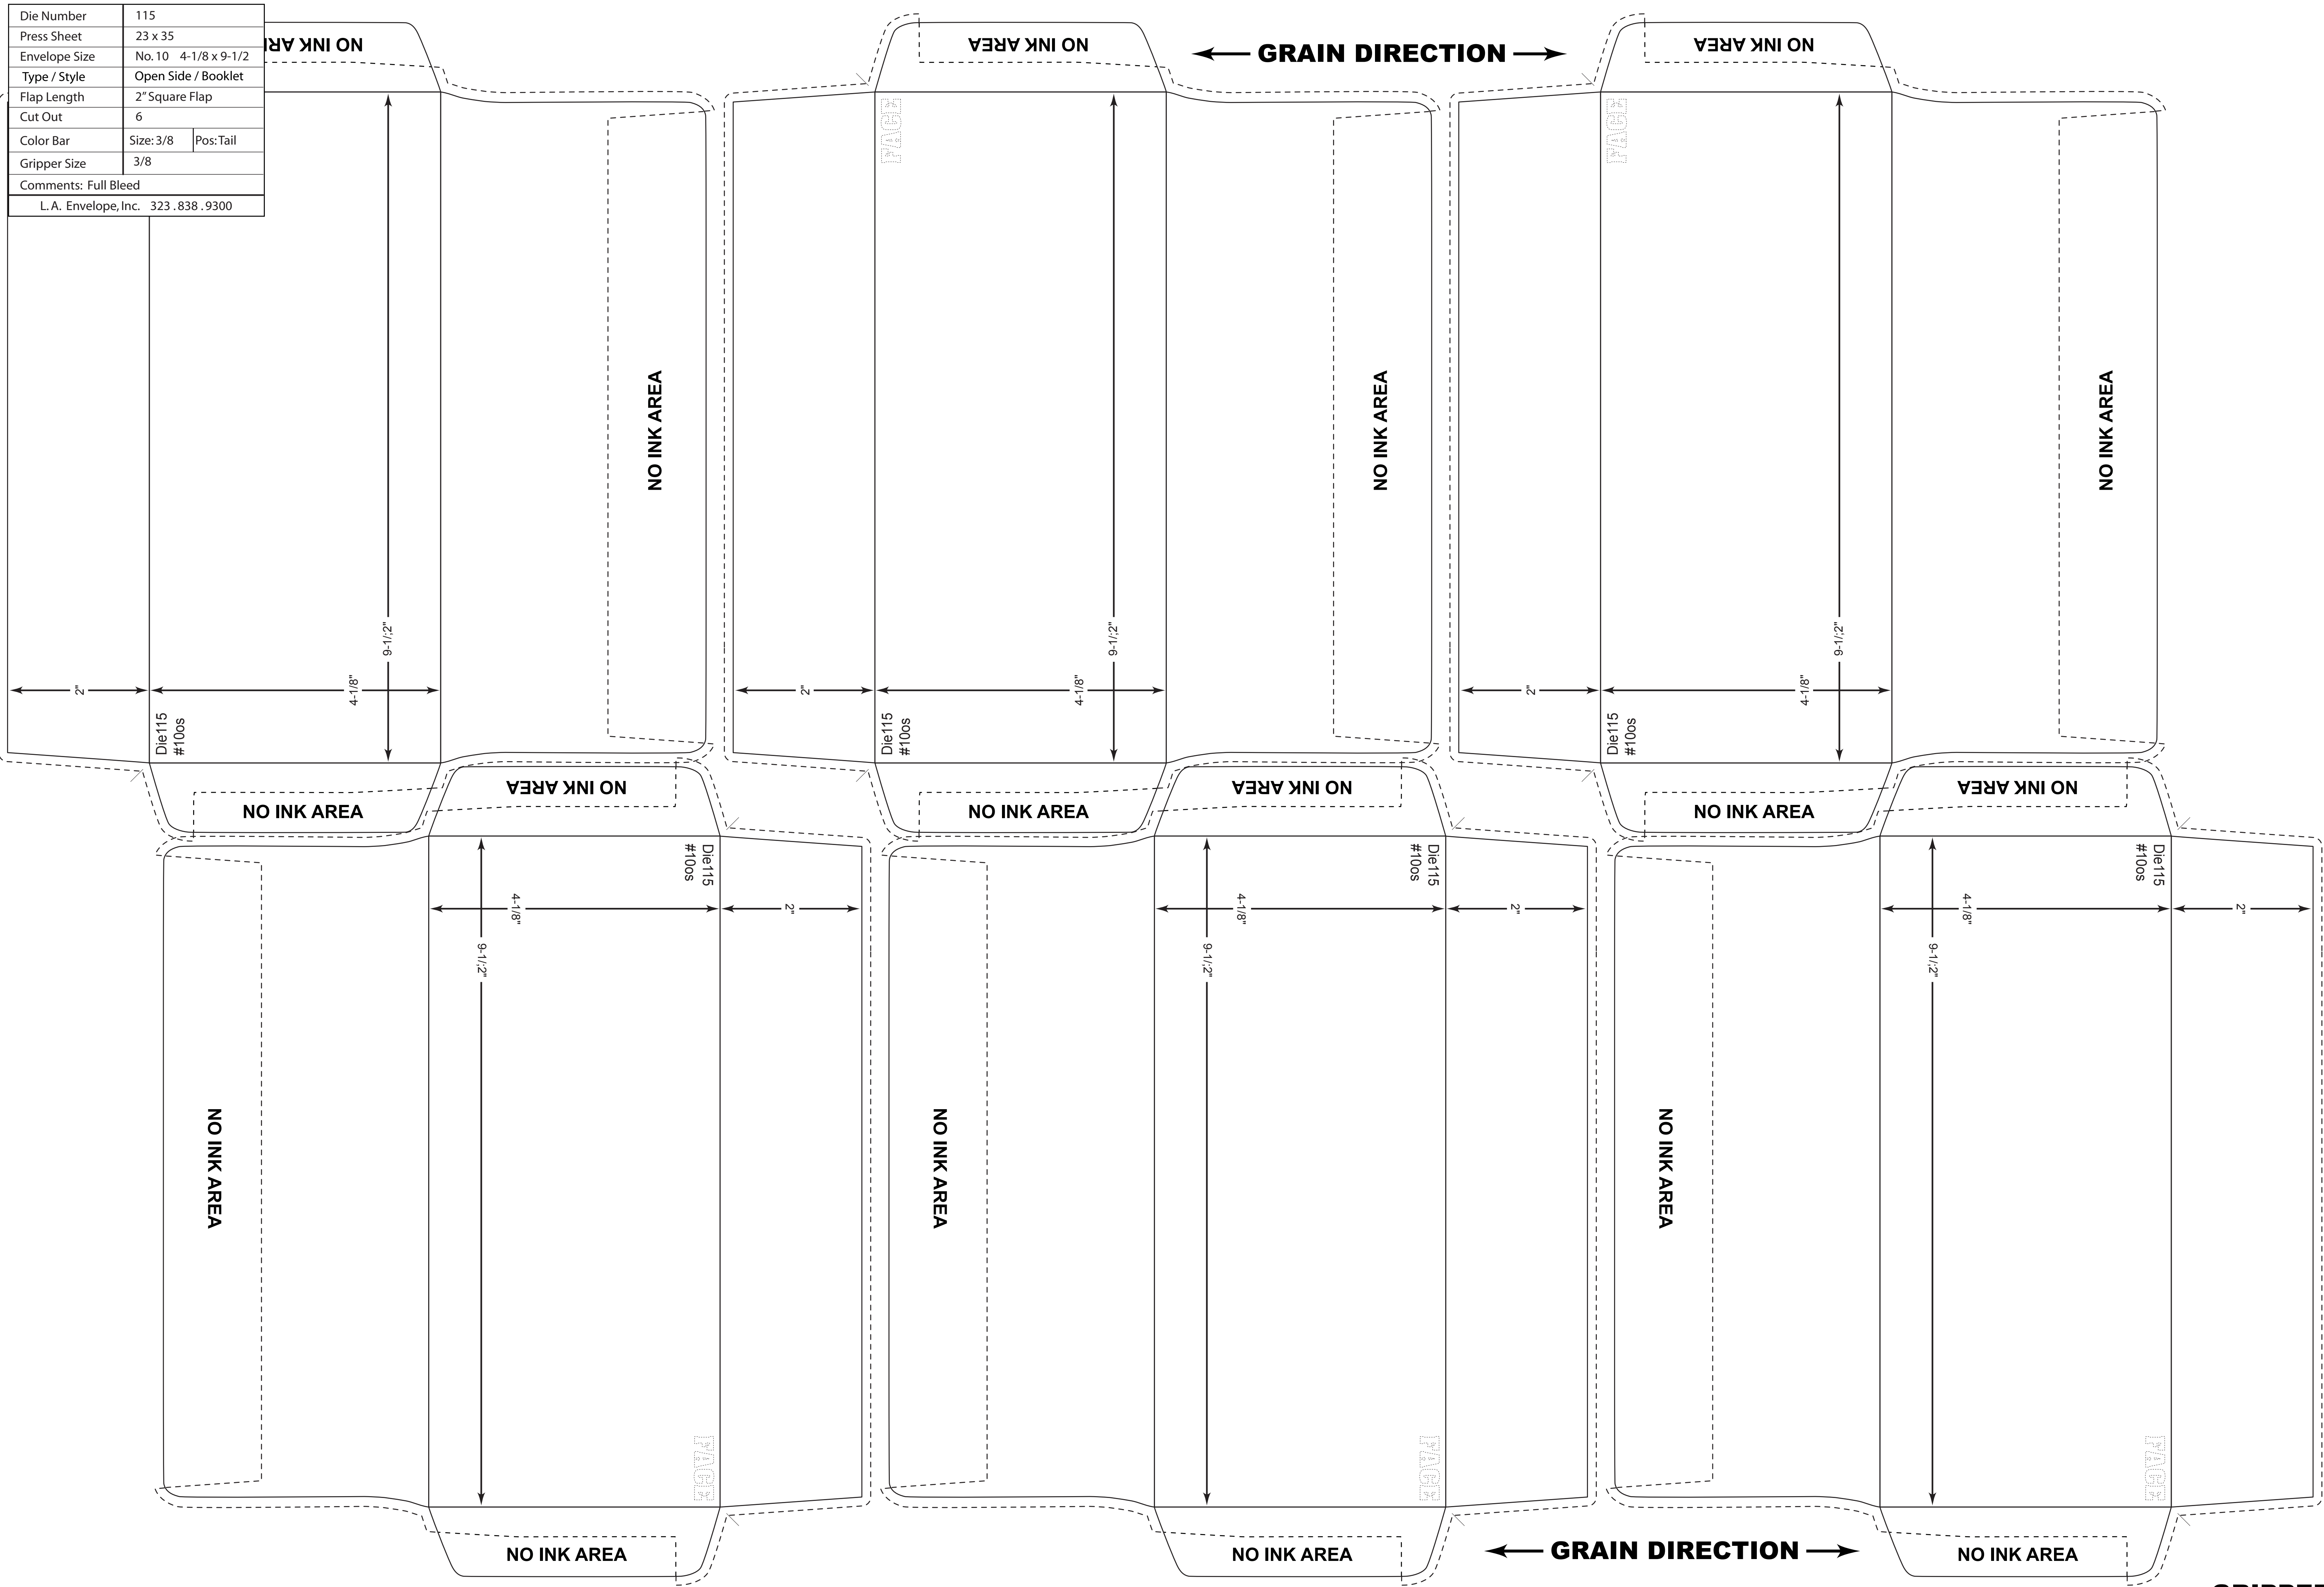 Die Number 115
Press Sheet 23 x 35
Envelope Size No. 10 4-1/8 x 9-1/2
Type / Style Open Side / Booklet
Flap Length 2” Square Flap
Cut Out 6
Color Bar Size: 3/8 Pos: Tail
Gripper Size 3/8
Comments: Full Bleed
L.A. Envelope, Inc. 323 . 838 . 9300
NO INK
NO INK AREA
GRAIN DIRECTION
NO INK AREA
FACE
FACE
NO INK AREA
NO INK AREA
NO INK AREA
9-1/;2"
9-1/;2"
9-1/;2"
2"
4-1/8"
2"
4-1/8"
2"
4-1/8"
Die115
#10os
Die115
#10os
Die115
#10os
NO INK AREA
NO INK AREA
NO INK AREA
NO INK AREA
NO INK AREA
NO INK AREA
Die115
#10os
Die115
#10os
Die115
#10os
4-1/8"
2"
4-1/8"
2"
4-1/8"
2"
9-1/;2"
9-1/;2"
9-1/;2"
NO INK AREA
NO INK AREA
NO INK AREA
FACE
FACE
FACE
NO INK AREA
NO INK AREA
GRAIN DIRECTION
NO INK AREA